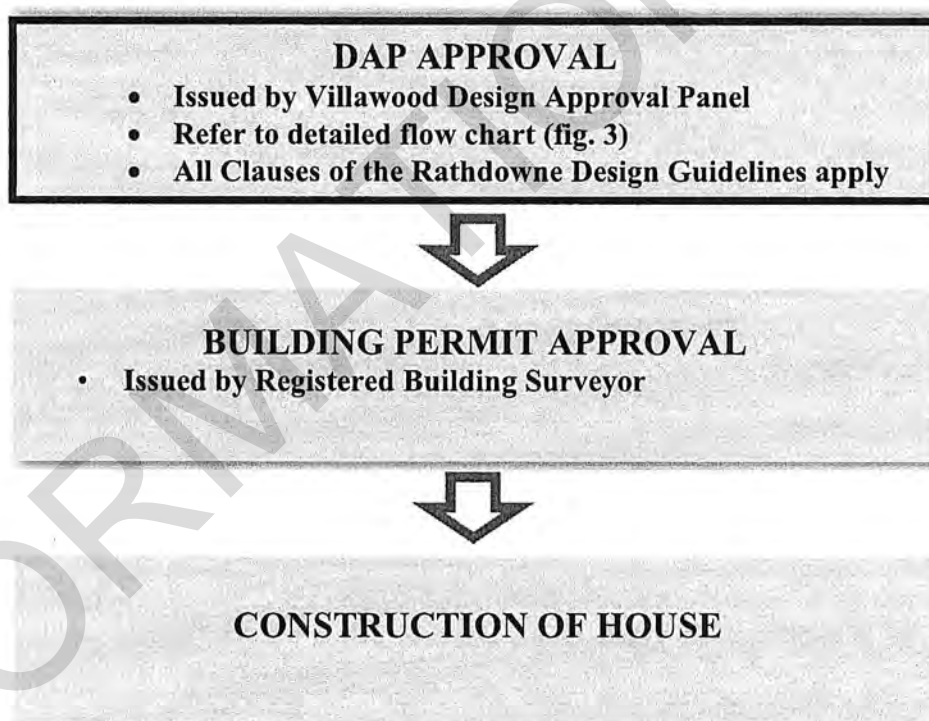 DAP APPROVAL
• Issued by Villawood Design Approval Panel
• Refer to detailed flow chart (fig. 3)
• All Clauses of the Rathdowne Design Guidelines apply
BUILDING PERMIT APPROVAL
• Issued by Registered Building Surveyor
CONSTRUCTION OF HOUSE